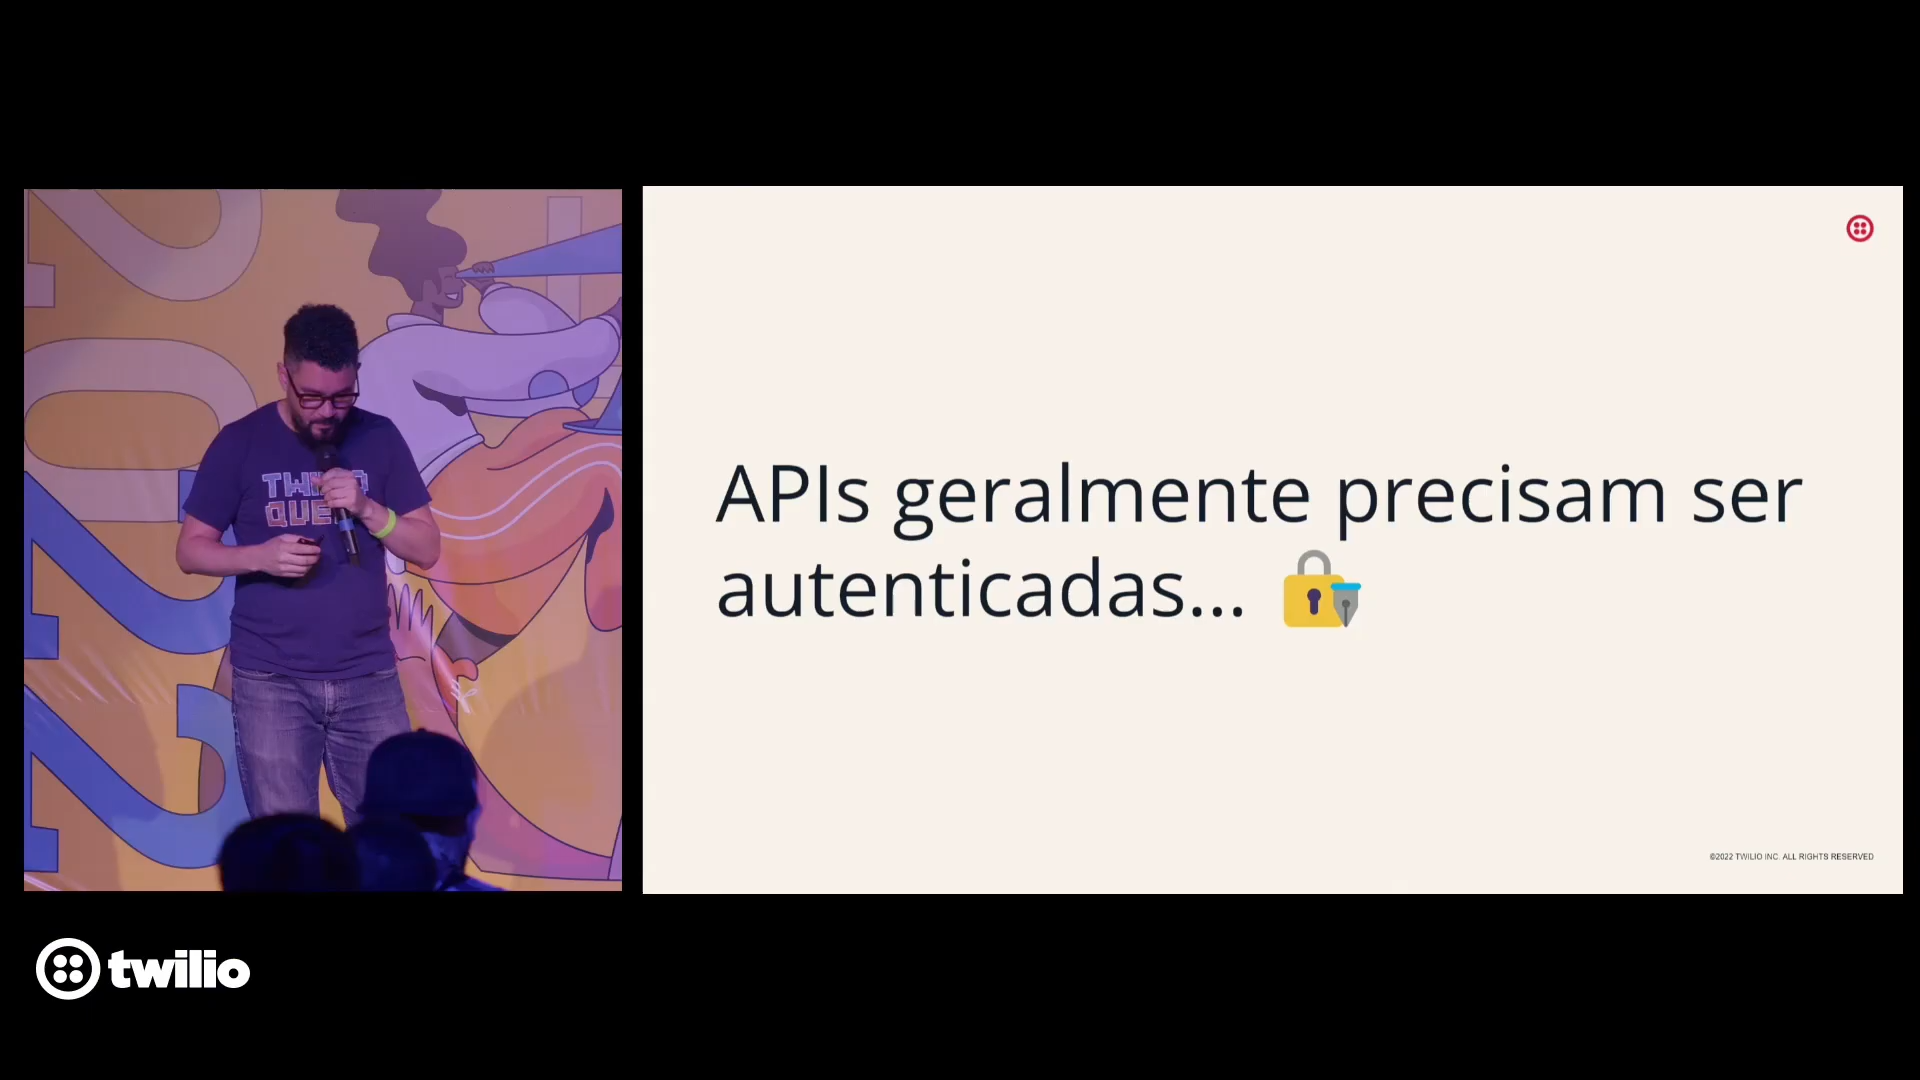 APIs geralmente precisam ser
autenticadas...
©2022 TWILIO INC. ALL RIGHTS RESERVED
twilio